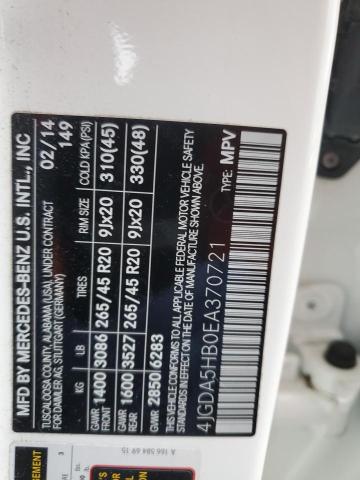 MFD BY MERCEDES-BENZ U.S. INTL., INC
TUSCALOOSA COUNTY, ALABAMA (USA) UNDER CONTRACT
FOR DAIMLER AG, STUTTGART (GERMANY)
02/14
149
KG LB TIRES RIM SIZE COLD KPA(PSI)
GAWR FRONT 1400 3086 265/45 R20 9Jx20 310(45)
GAWR REAR 1600 3527 265/45 R20 9Jx20 330(48)
GVWR 2850 6283
THIS VEHICLE CONFORMS TO ALL APPLICABLE FEDERAL MOTOR VEHICLE SAFETY
STANDARDS IN EFFECT ON THE DATE OF MANUFACTURE SHOWN ABOVE.
4JGDA5HB0EA370721 TYPE: MPV
A 166 584 69 15